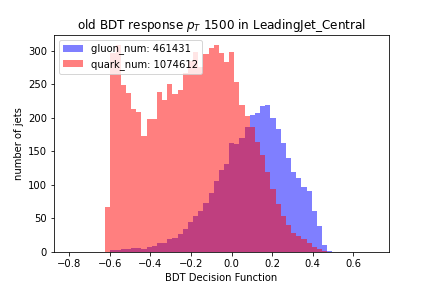 old BDT response pT 1500 in LeadingJet_Central
gluon_num: 461431
quark_num: 1074612
number of jets
300
250
200
150
100
50
0
−0.8 −0.6 −0.4 −0.2 0.0 0.2 0.4 0.6
BDT Decision Function